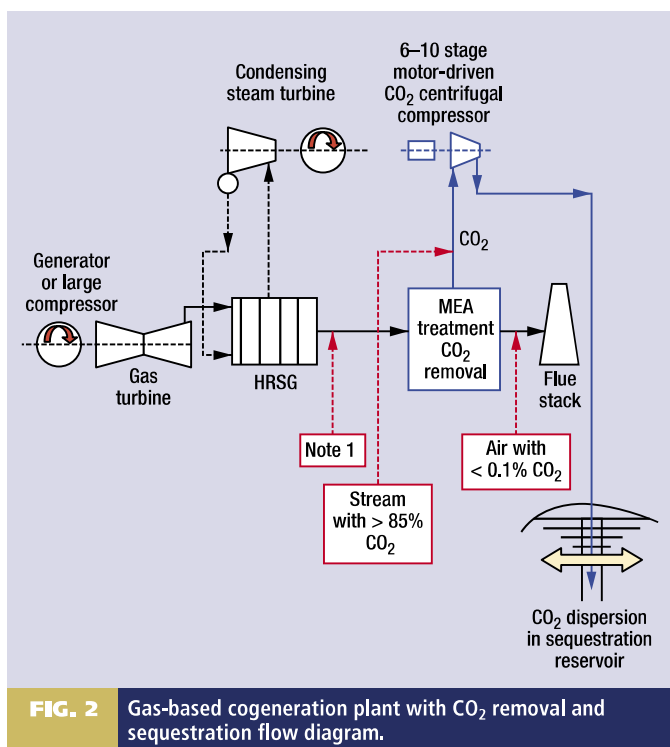 Condensing
steam turbine
6–10 stage
motor-driven
CO₂ centrifugal
compressor
Generator
or large
compressor
Gas
turbine
HRSG
CO₂
MEA
treatment
CO₂
removal
Flue
stack
Note 1
Stream
with > 85%
CO₂
Air with
< 0.1% CO₂
CO₂ dispersion
in sequestration
reservoir
FIG. 2 Gas-based cogeneration plant with CO₂ removal and
sequestration flow diagram.